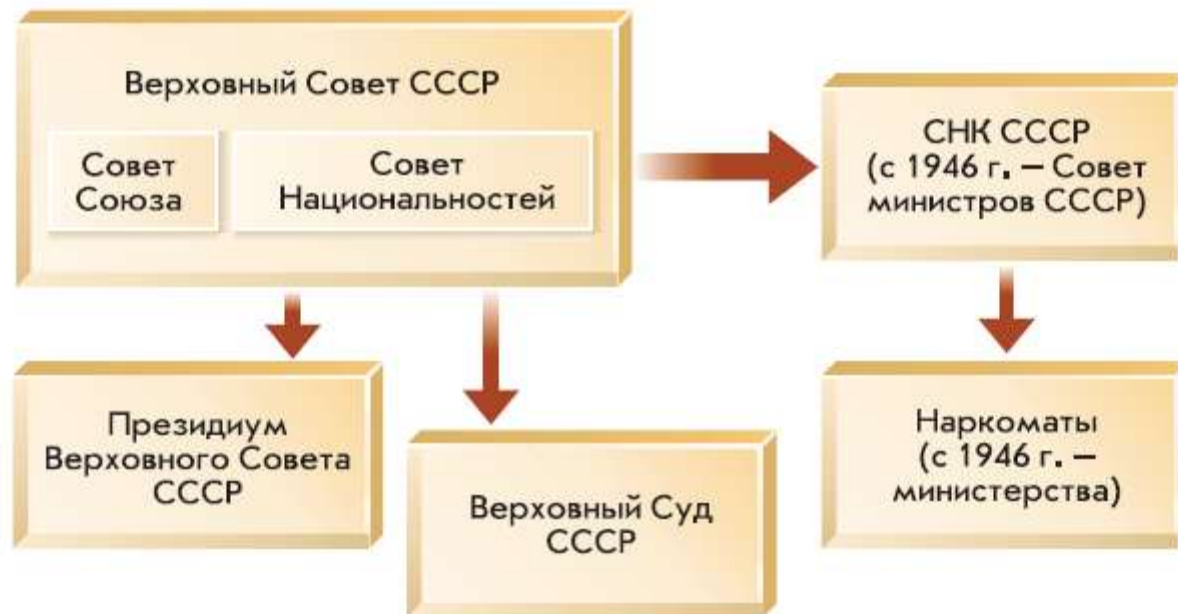 Верховный Совет СССР
Совет
Союза
Совет
Национальностей
СНК СССР
(с 1946 г. — Совет
министров СССР)
Президиум
Верховного Совета
СССР
Верховный Суд
СССР
Наркоматы
(с 1946 г. —
министерства)